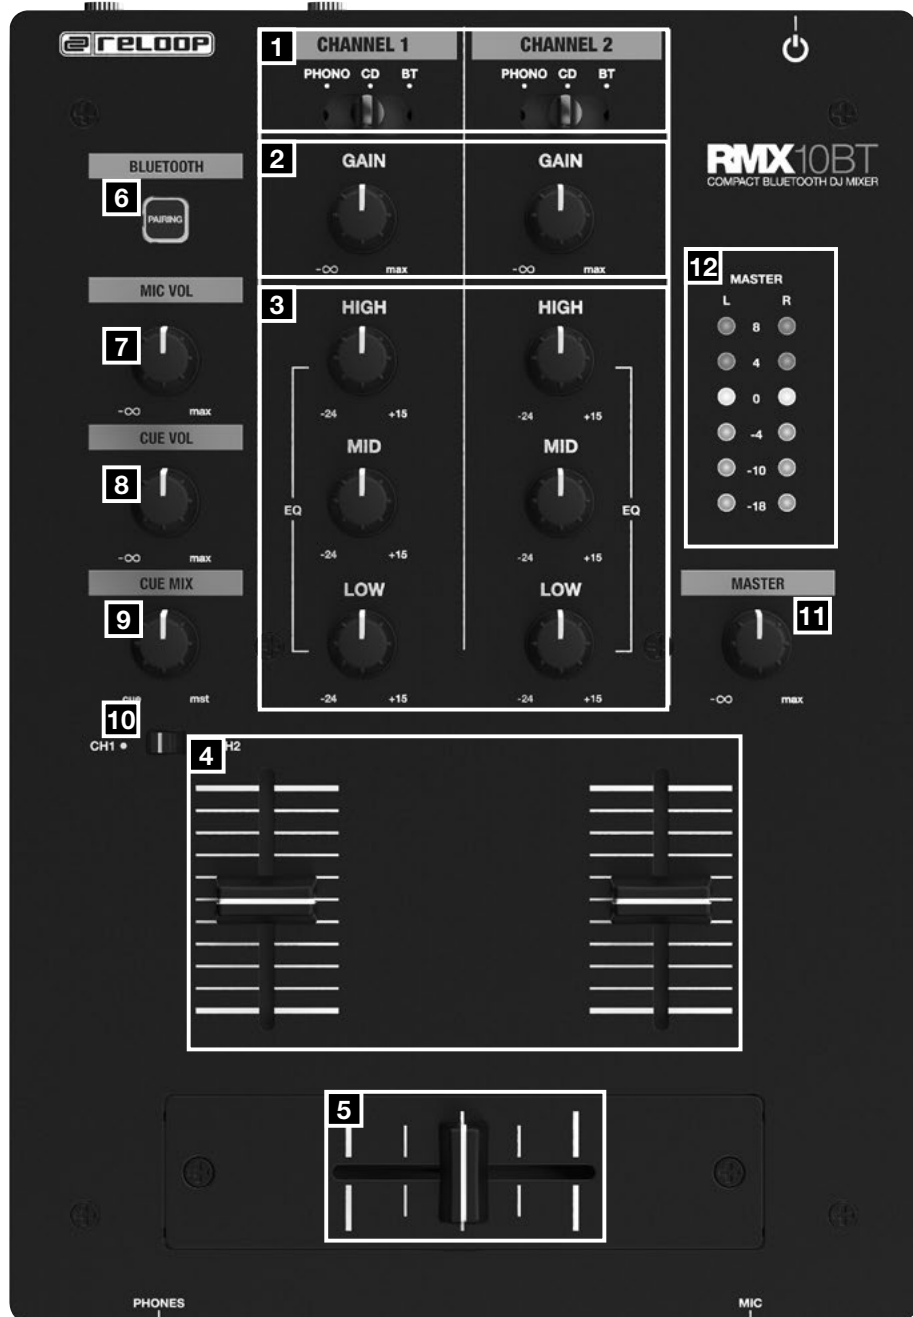 reloop
1
CHANNEL 1
CHANNEL 2
PHONO CD BT
PHONO CD BT
2
GAIN
GAIN
-∞ max
-∞ max
RMX10BT
COMPACT BLUETOOTH DJ MIXER
BLUETOOTH
6
PAIRING
MIC VOL
7
-∞ max
CUE VOL
8
-∞ max
CUE MIX
9
cue mst
10
CH1
H2
3
HIGH
HIGH
-24 +15
-24 +15
MID
MID
EQ
EQ
-24 +15
-24 +15
LOW
LOW
-24 +15
-24 +15
12
MASTER
L R
8
4
0
-4
-10
-18
MASTER
11
-∞ max
4
5
PHONES
MIC